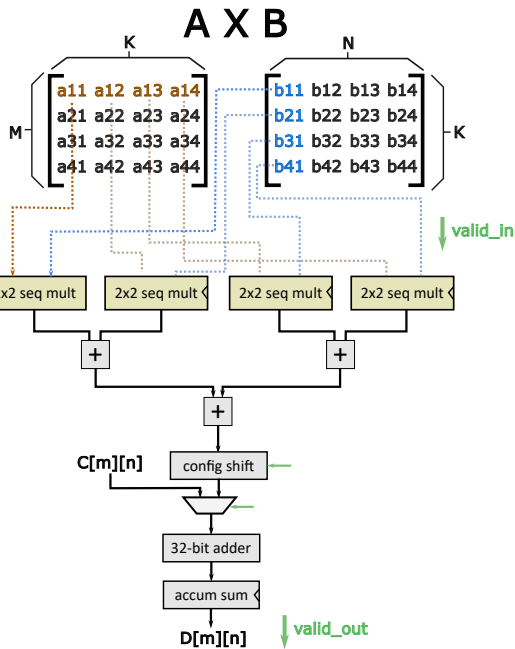 A X B
K
N
a11 a12 a13 a14
b11 b12 b13 b14
a21 a22 a23 a24
b21 b22 b23 b24
M
K
a31 a32 a33 a34
b31 b32 b33 b34
a41 a42 a43 a44
b41 b42 b43 b44
valid_in
x2 seq mult
2x2 seq mult
2x2 seq mult
2x2 seq mult
+
+
+
C[m][n]
config shift
32-bit adder
accum sum
D[m][n]
valid_out